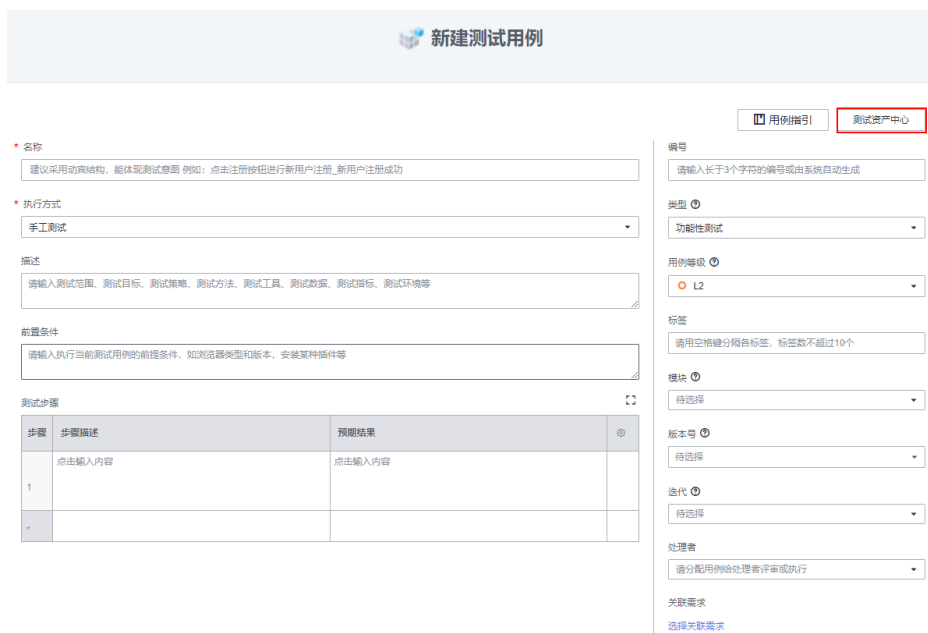 新建测试用例
用例指引
测试资产中心
* 名称
建议采用动宾结构，能体现测试意图 例如：点击注册按钮进行新用户注册_新用户注册成功
* 执行方式
手工测试
描述
请输入测试范围、测试目标、测试策略、测试方法、测试工具、测试数据、测试指标、测试环境等
前置条件
请输入执行当前测试用例的前提条件，如浏览器类型和版本，安装某种插件等
测试步骤
步骤 步骤描述 预期结果
1 点击输入内容 点击输入内容
*
编号
请输入长于3个字符的编号或由系统自动生成
类型
功能性测试
用例等级
L2
标签
请用空格键分隔各标签，标签数不超过10个
模块
待选择
版本号
待选择
迭代
待选择
处理者
请分配用例给处理者评审或执行
关联需求
选择关联需求